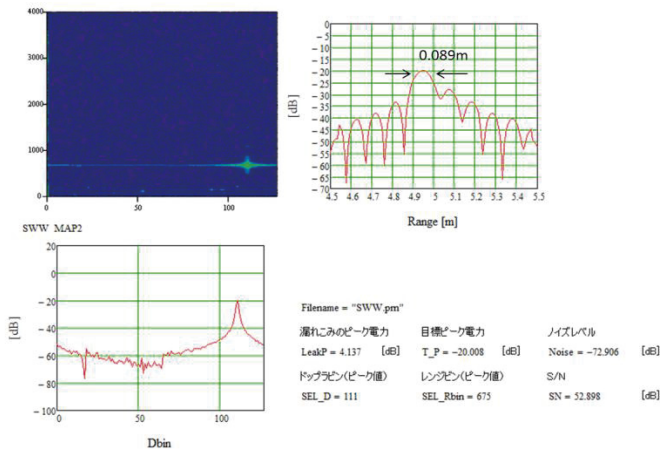 4000
3000
2000
1000
0
0
50
100
SWW_MAP2
0
-5
-10
-15
-20
-25
-30
-35
-40
-45
-50
-55
-60
-65
-70
[dB]
0.089m
4.5 4.6 4.7 4.8 4.9 5 5.1 5.2 5.3 5.4 5.5
Range [m]
20
0
-20
-40
-60
-80
-100
[dB]
0
50
100
Dbin
Filename = "SWW.prn"
漏れこみのピーク電力 目標ピーク電力 ノイズレベル
LeakP = 4.137 [dB] T_P = -20.008 [dB] Noise = -72.906 [dB]
ドップラビン(ピーク値) レンジビン(ピーク値) S/N
SEL_D = 111 SEL_Rbin = 675 SN = 52.898 [dB]